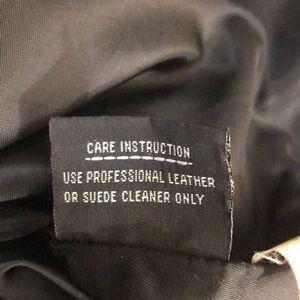 CARE INSTRUCTION
USE PROFESSIONAL LEATHER
OR SUEDE CLEANER ONLY